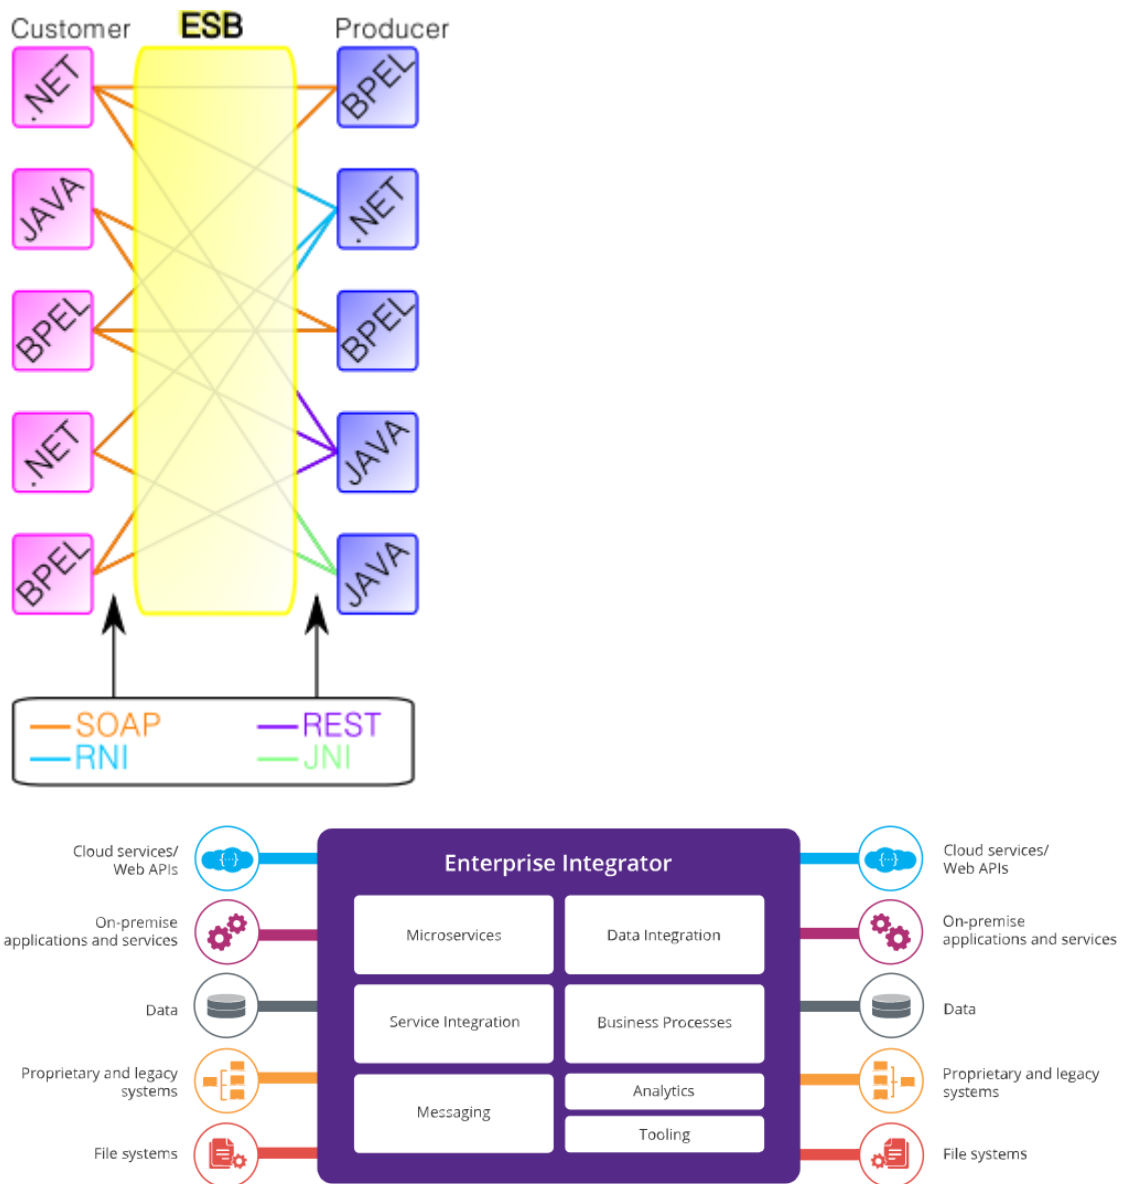 Customer
ESB
Producer
.NET
BPEL
JAVA
.NET
BPEL
BPEL
.NET
JAVA
BPEL
JAVA
SOAP
REST
RNI
JNI
Enterprise Integrator
Cloud services/
Web APIs
On-premise
applications and services
Data
Proprietary and legacy
systems
File systems
Microservices
Data Integration
Service Integration
Business Processes
Messaging
Analytics
Tooling
Cloud services/
Web APIs
On-premise
applications and services
Data
Proprietary and legacy
systems
File systems